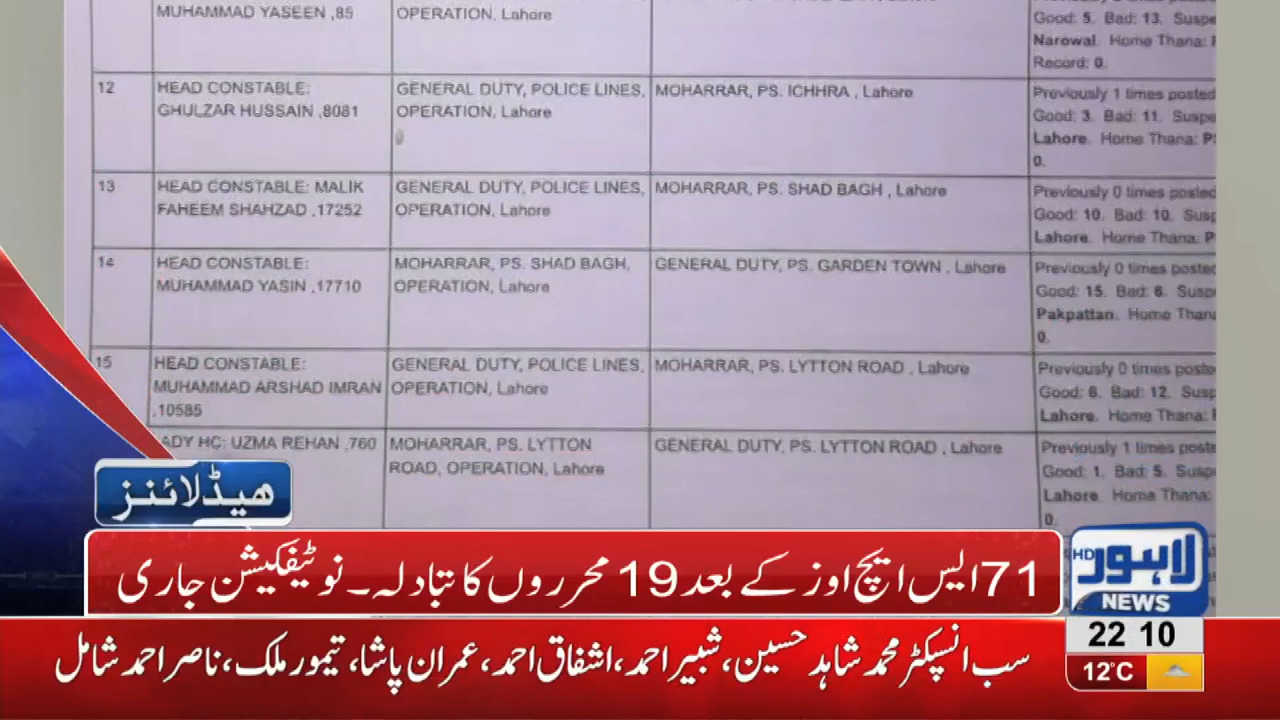 MUHAMMAD YASEEN ,85
OPERATION, Lahore
Good: 5. Bad: 13. Suspe
Narowal. Home Thana:
Record: 0.
12
HEAD CONSTABLE:
GHULZAR HUSSAIN ,8081
GENERAL DUTY, POLICE LINES,
OPERATION, Lahore
MOHARRAR, PS. ICHHRA , Lahore
Previously 1 times posted
Good: 3. Bad: 11. Suspe
Lahore. Home Thana: P
0.
13
HEAD CONSTABLE: MALIK
FAHEEM SHAHZAD ,17252
GENERAL DUTY, POLICE LINES,
OPERATION, Lahore
MOHARRAR, PS. SHAD BAGH , Lahore
Previously 0 times posted
Good: 10. Bad: 10. Susp
Lahore. Home Thana: P
14
HEAD CONSTABLE:
MUHAMMAD YASIN ,17710
MOHARRAR, PS. SHAD BAGH,
OPERATION, Lahore
GENERAL DUTY, PS. GARDEN TOWN , Lahore
Previously 0 times posted
Good: 15. Bad: 6. Susp
Pakpattan. Home Thana
0.
15
HEAD CONSTABLE:
MUHAMMAD ARSHAD IMRAN
,10585
GENERAL DUTY, POLICE LINES,
OPERATION, Lahore
MOHARRAR, PS. LYTTON ROAD , Lahore
Previously 0 times poste
Good: 6. Bad: 12. Susp
Lahore. Home Thana:
ADY HC: UZMA REHAN ,760
MOHARRAR, PS. LYTTON
ROAD, OPERATION, Lahore
GENERAL DUTY, PS. LYTTON ROAD , Lahore
Previously 1 times poste
Good: 1. Bad: 5. Suspe
Lahore. Home Thana:
0.
ہیڈلائنز
71 ایس ایچ اوز کے بعد 19 محرروں کا تبادلہ۔ نوٹیفکیشن جاری
لاہور HD
NEWS
22 10
سب انسپکٹر محمد شاہد حسین، شبیر احمد، اشفاق احمد، عمران پاشا، تیمور ملک، ناصر احمد شامل
12°C